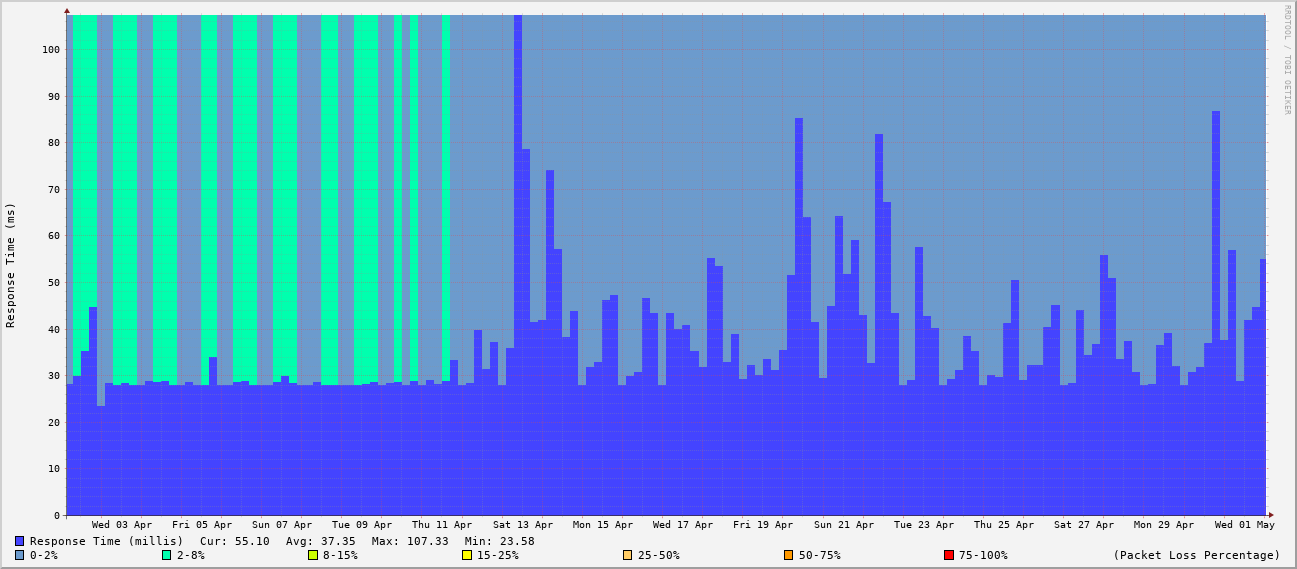 RRDTOOL / TOBI OETIKER
Response Time (ms)
100
90
80
70
60
50
40
30
20
10
0
Wed 03 Apr Fri 05 Apr Sun 07 Apr Tue 09 Apr Thu 11 Apr Sat 13 Apr Mon 15 Apr Wed 17 Apr Fri 19 Apr Sun 21 Apr Tue 23 Apr Thu 25 Apr Sat 27 Apr Mon 29 Apr Wed 01 May
Response Time (millis) Cur: 55.10 Avg: 37.35 Max: 107.33 Min: 23.58
0-2% 2-8% 8-15% 15-25% 25-50% 50-75% 75-100% (Packet Loss Percentage)